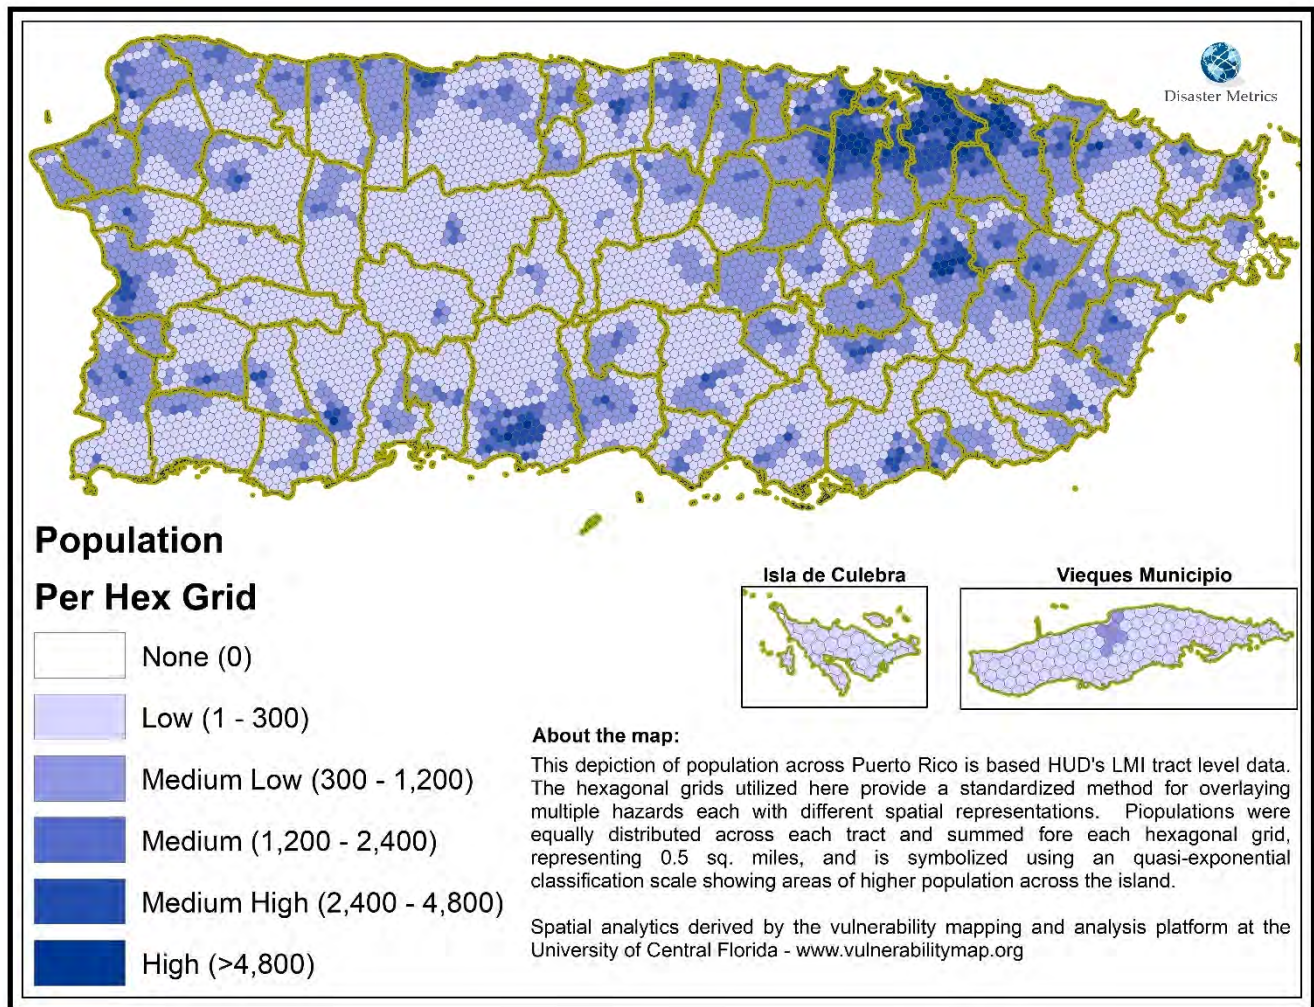 Disaster Metrics
Population
Per Hex Grid
None (0)
Low (1 - 300)
Medium Low (300 - 1,200)
Medium (1,200 - 2,400)
Medium High (2,400 - 4,800)
High (>4,800)
Isla de Culebra
Vieques Municipio
About the map:
This depiction of population across Puerto Rico is based HUD's LMI tract level data.
The hexagonal grids utilized here provide a standardized method for overlaying
multiple hazards each with different spatial representations. Piopulations were
equally distributed across each tract and summed fore each hexagonal grid,
representing 0.5 sq. miles, and is symbolized using an quasi-exponential
classification scale showing areas of higher population across the island.
Spatial analytics derived by the vulnerability mapping and analysis platform at the
University of Central Florida - www.vulnerabilitymap.org